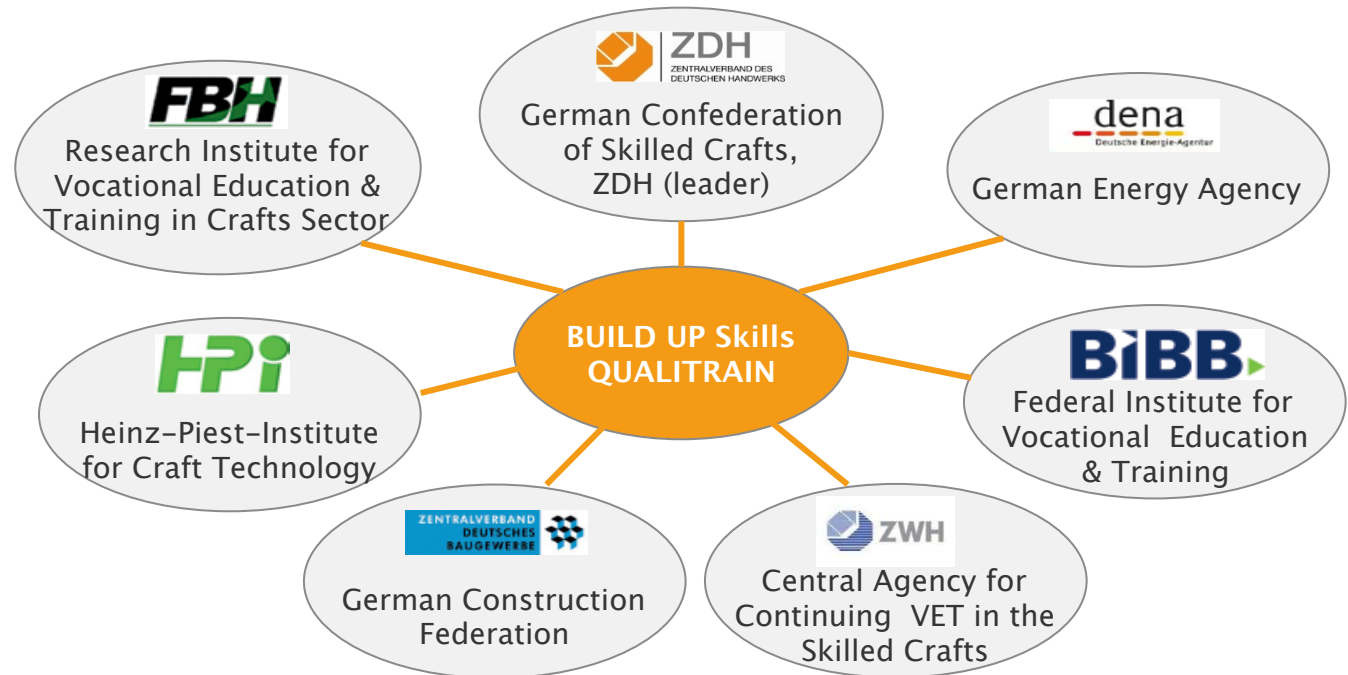 FBH
Research Institute for
Vocational Education &
Training in Crafts Sector
ZDH
ZENTRALVERBAND DES
DEUTSCHEN HANDWERKS
German Confederation
of Skilled Crafts,
ZDH (leader)
dena
Deutsche Energie-Agentur
German Energy Agency
BUILD UP Skills
QUALITRAIN
HPi
Heinz-Piest-Institute
for Craft Technology
BiBB
Federal Institute for
Vocational Education
& Training
ZENTRALVERBAND
DEUTSCHES
BAUGEWERBE
German Construction
Federation
ZWH
Central Agency for
Continuing VET in the
Skilled Crafts